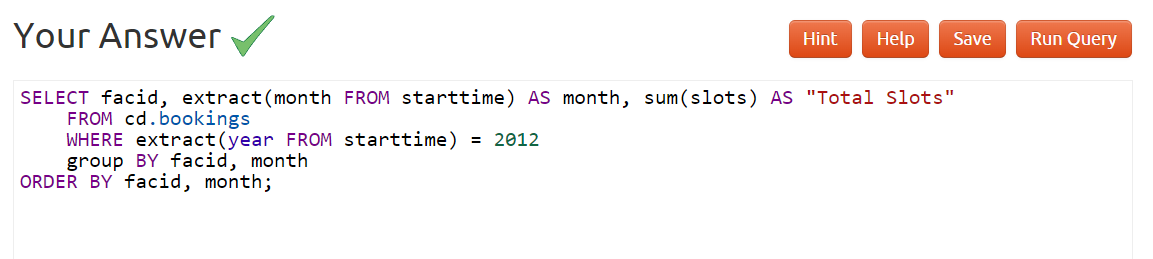 Your Answer
Hint Help Save Run Query
SELECT facid, extract(month FROM starttime) AS month, sum(slots) AS "Total Slots"
FROM cd.bookings
WHERE extract(year FROM starttime) = 2012
group BY facid, month
ORDER BY facid, month;